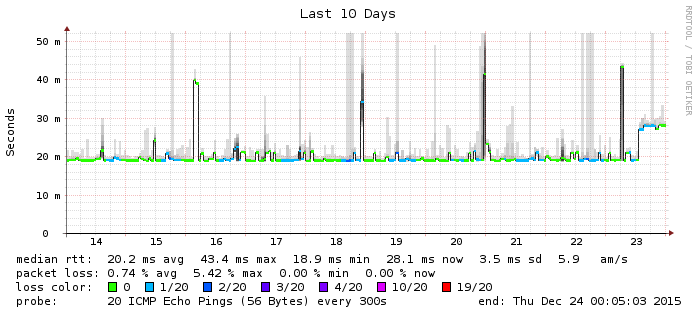 Last 10 Days
RRDTOOL / TOBI OETIKER
Seconds
50 m
40 m
30 m
20 m
10 m
0
14 15 16 17 18 19 20 21 22 23
median rtt: 20.2 ms avg 43.4 ms max 18.9 ms min 28.1 ms now 3.5 ms sd 5.9 am/s
packet loss: 0.74 % avg 5.42 % max 0.00 % min 0.00 % now
loss color: 0 1/20 2/20 3/20 4/20 10/20 19/20
probe: 20 ICMP Echo Pings (56 Bytes) every 300s end: Thu Dec 24 00:05:03 2015